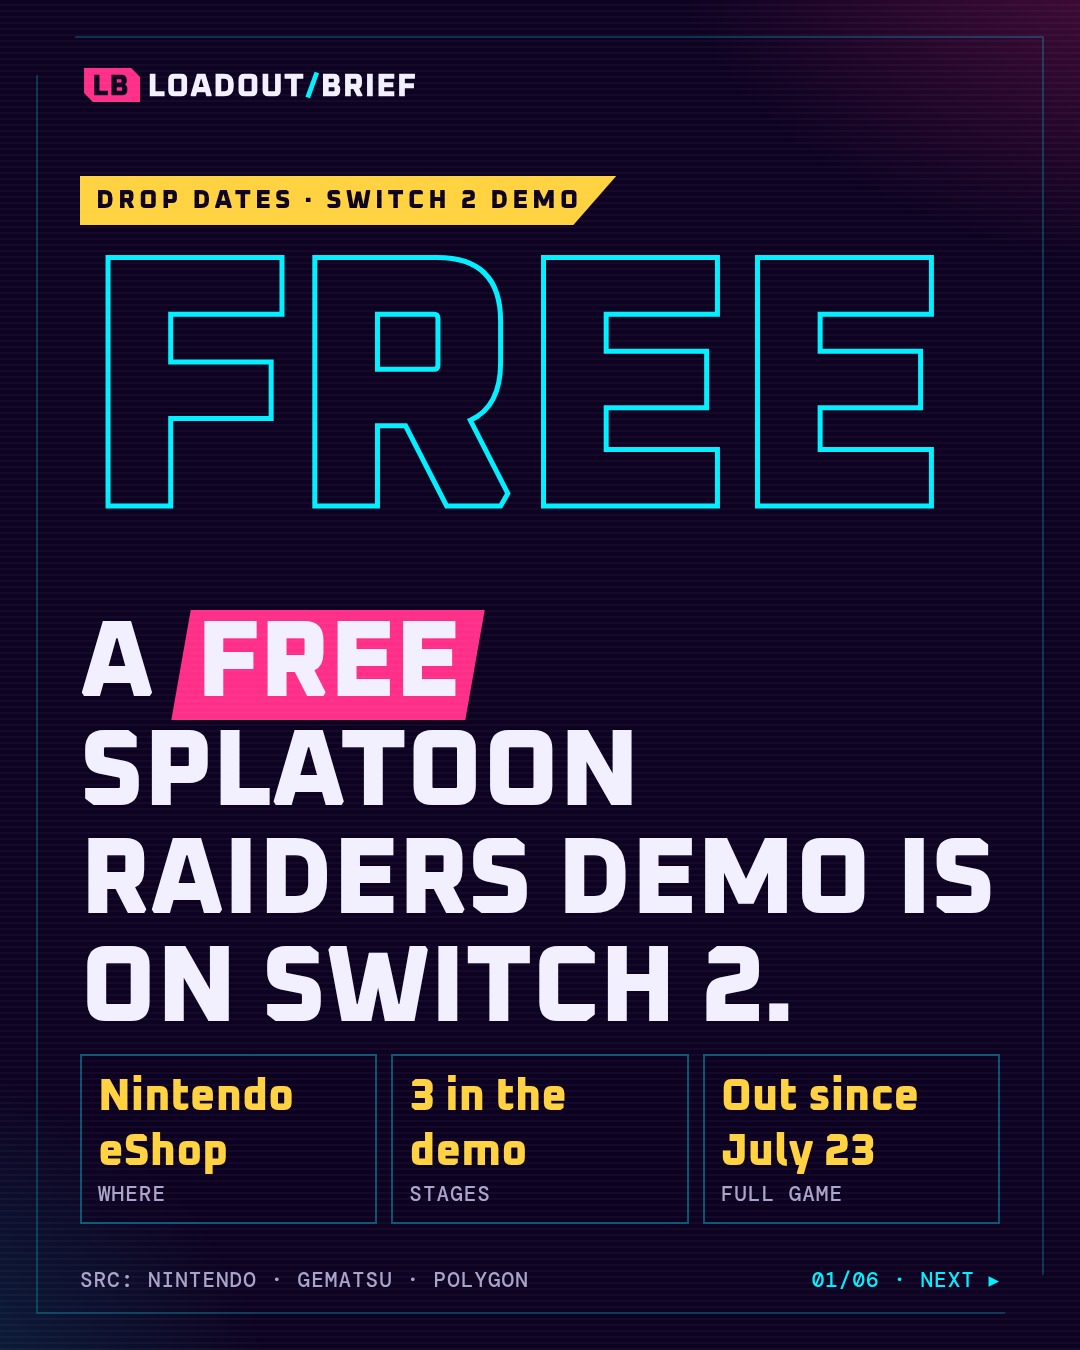 LB LOADOUT/BRIEF
DROP DATES · SWITCH 2 DEMO
FREE
A FREE
SPLATOON
RAIDERS DEMO IS
ON SWITCH 2.
Nintendo
eShop
WHERE
3 in the
demo
STAGES
Out since
July 23
FULL GAME
SRC: NINTENDO · GEMATSU · POLYGON
01/06 · NEXT ▶